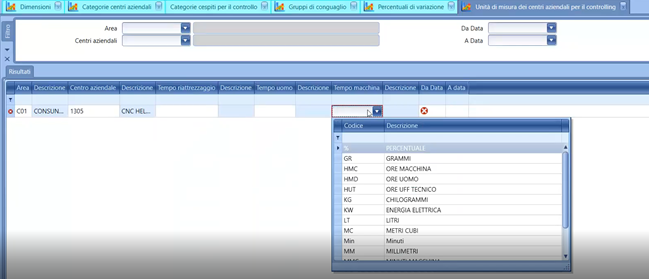 Dimensioni Categorie centri aziendali Categorie cespiti per il controllo Gruppi di conguaglio Percentuali di variazione Unità di misura dei centri aziendali per il controlling
Filtro
Area Da Data
Centri aziendali A Data
Risultati
Area Descrizione Centro aziendale Descrizione Tempo riattrezzaggio Descrizione Tempo uomo Descrizione Tempo macchina Descrizione Da Data A data
C01 CONSUN... 1305 CNC HEL...
Codice Descrizione
% PERCENTUALE
GR GRAMMI
HMC ORE MACCHINA
HMD ORE UOMO
HUT ORE UFF TECNICO
KG CHILOGRAMMI
KW ENERGIA ELETTRICA
LT LITRI
MC METRI CUBI
Min Minuti
MM MILLIMETRI